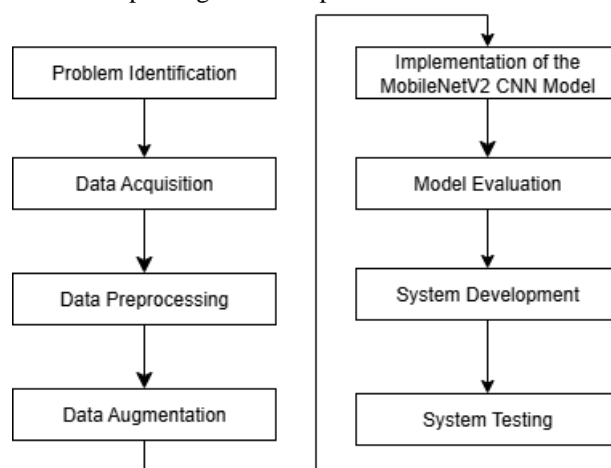 Problem Identification
Data Acquisition
Data Preprocessing
Data Augmentation
Implementation of the
MobileNetV2 CNN Model
Model Evaluation
System Development
System Testing